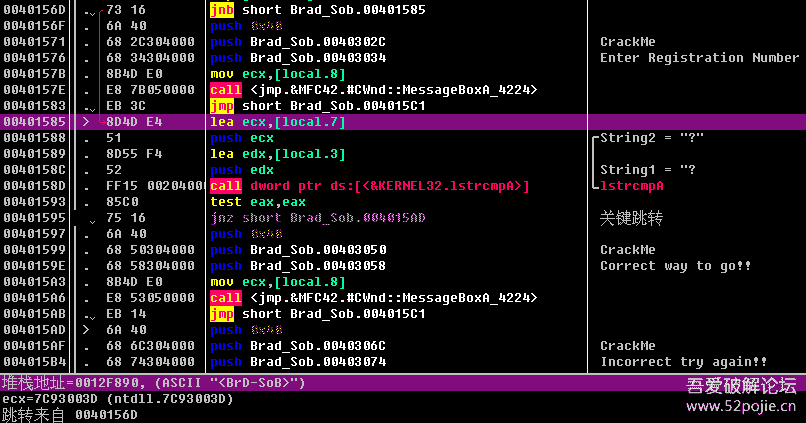 0040156D . 73 16 jnb short Brad_Sob.00401585
0040156F . 6A 40 push 0x40
00401571 . 68 2C304000 push Brad_Sob.0040302C CrackMe
00401576 . 68 34304000 push Brad_Sob.00403034 Enter Registration Number
0040157B . 8B4D E0 mov ecx,[local.8]
0040157E . E8 7B050000 call <jmp.&MFC42.#CWnd::MessageBoxA_4224>
00401583 . EB 3C jmp short Brad_Sob.004015C1
00401585 > 8D4D E4 lea ecx,[local.7]
00401588 . 51 push ecx String2 = "?"
00401589 . 8D55 F4 lea edx,[local.3]
0040158C . 52 push edx String1 = "?
0040158D . FF15 00204000 call dword ptr ds:[<&KERNEL32.lstrcmpA>] lstrcmpA
00401593 . 85C0 test eax,eax
00401595 75 16 jnz short Brad_Sob.004015AD 关键跳转
00401597 . 6A 40 push 0x40
00401599 . 68 50304000 push Brad_Sob.00403050 CrackMe
0040159E . 68 58304000 push Brad_Sob.00403058 Correct way to go!!
004015A3 . 8B4D E0 mov ecx,[local.8]
004015A6 . E8 53050000 call <jmp.&MFC42.#CWnd::MessageBoxA_4224>
004015AB . EB 14 jmp short Brad_Sob.004015C1
004015AD > 6A 40 push 0x40
004015AF . 68 6C304000 push Brad_Sob.0040306C CrackMe
004015B4 . 68 74304000 push Brad_Sob.00403074 Incorrect try again!!
堆栈地址=0012F890, (ASCII "<BrD-SoB>")
ecx=7C93003D (ntdll.7C93003D)
跳转来自 0040156D
吾爱破解论坛
www.52pojie.cn